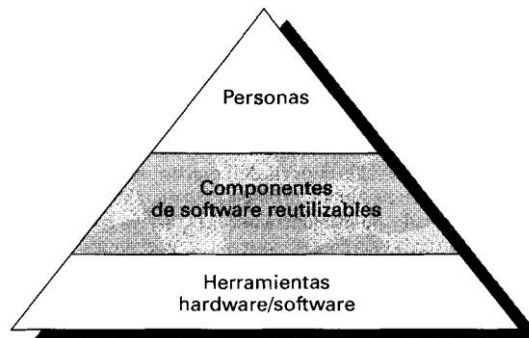 Personas
Componentes
de software reutilizables
Herramientas
hardware/software